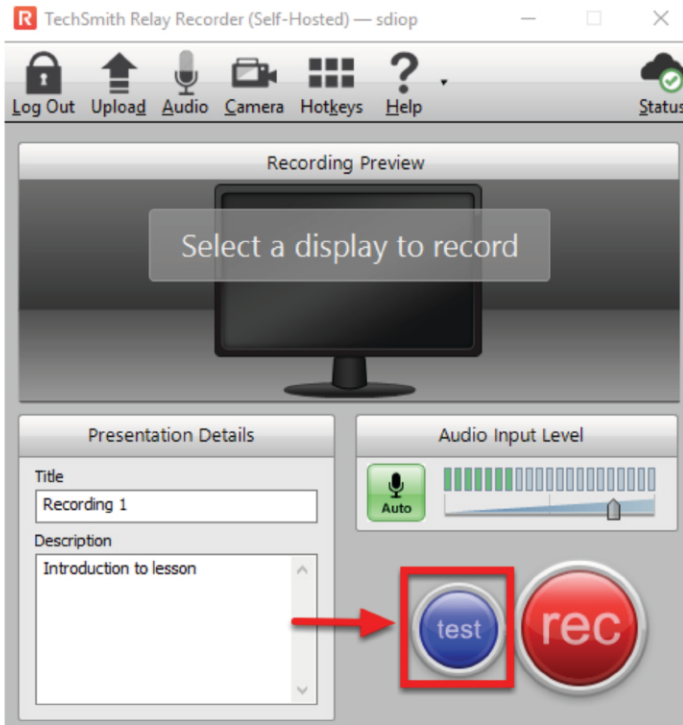 R TechSmith Relay Recorder (Self-Hosted) — sdiop
Log Out Upload Audio Camera Hotkeys Help Status
Recording Preview
Select a display to record
Presentation Details
Audio Input Level
Title
Recording 1
Auto
Description
Introduction to lesson
test rec